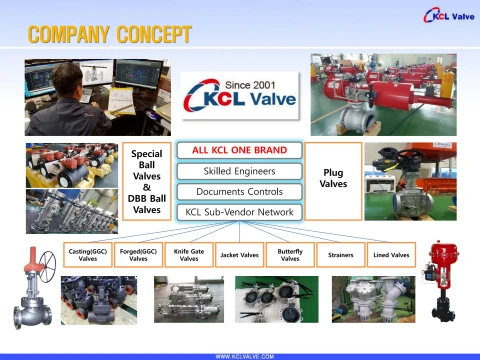 KCL Valve
COMPANY CONCEPT
Since 2001
KCL Valve
Special
Ball
Valves
&
DBB Ball
Valves
ALL KCL ONE BRAND
Skilled Engineers
Documents Controls
KCL Sub-Vendor Network
Plug
Valves
Casting(GGC)
Valves
Forged(GGC)
Valves
Knife Gate
Valves
Jacket Valves
Butterfly
Valves
Strainers
Lined Valves
WWW.KCLVALVE.COM